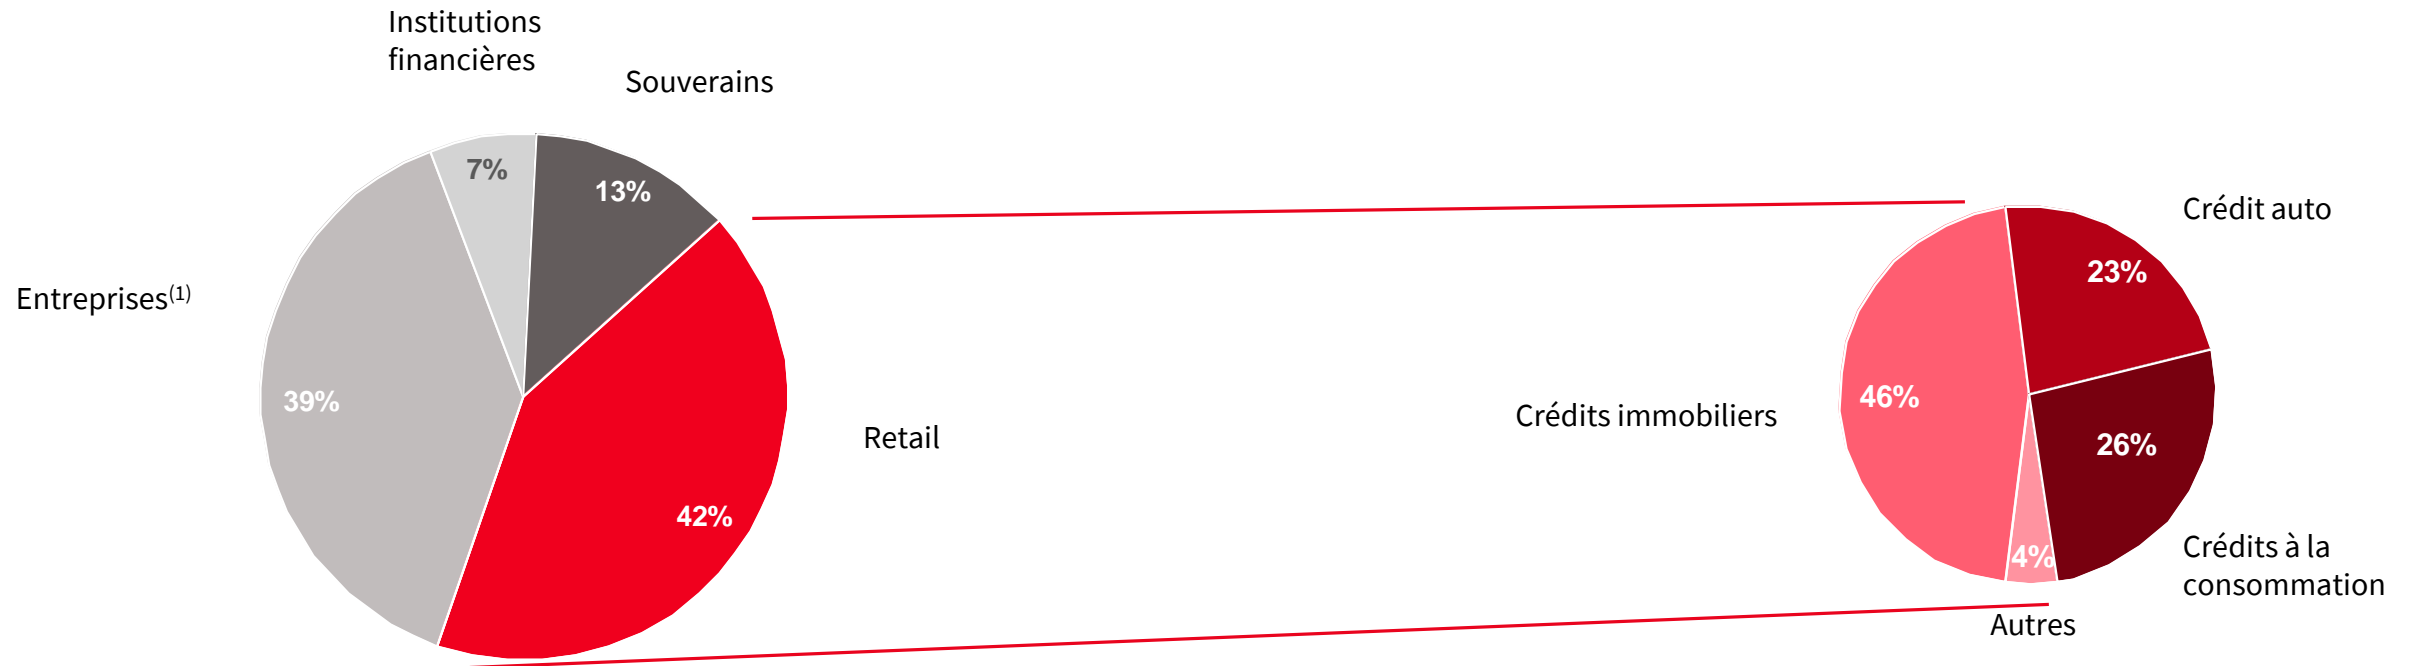 Institutions
financières
Souverains
7%
13%
Entreprises(1)
39%
Retail
42%
Crédit auto
23%
Crédits immobiliers
46%
26%
Crédits à la
consommation
4%
Autres